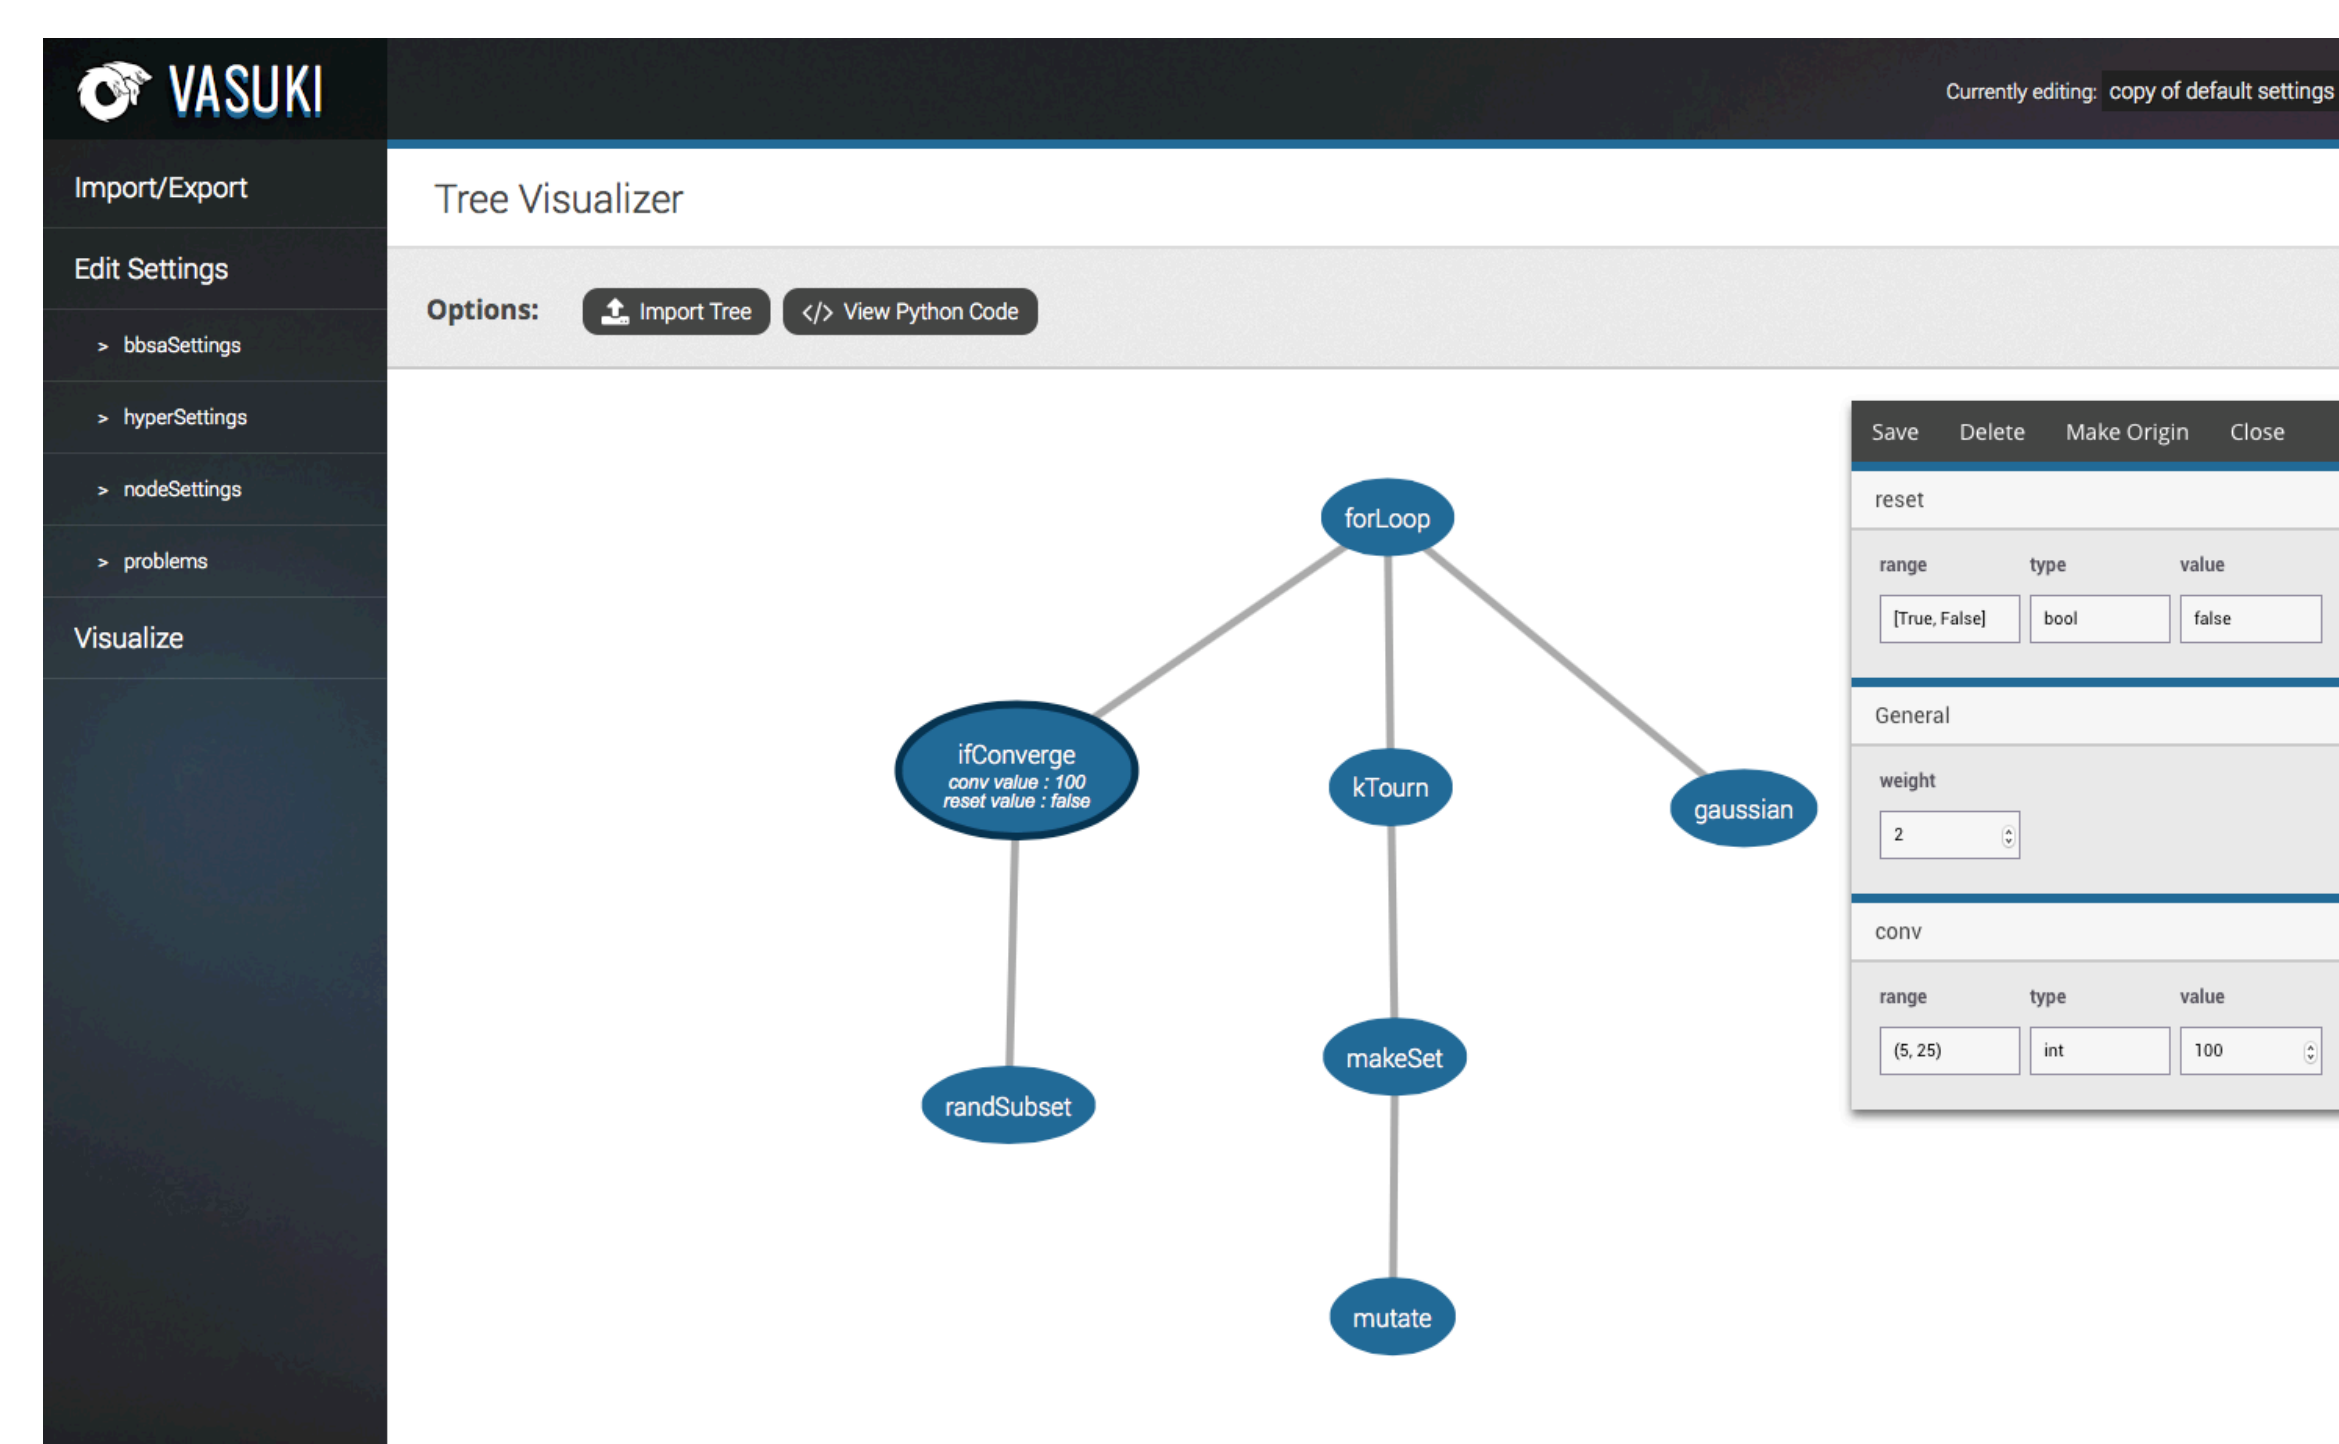 VASUKI
Currently editing: copy of default settings
Import/Export
Edit Settings
> bbsaSettings
> hyperSettings
> nodeSettings
> problems
Visualize
Tree Visualizer
Options: Import Tree </> View Python Code
forLoop
ifConverge
conv value : 100
reset value : false
kTourn
gaussian
randSubset
makeSet
mutate
Save Delete Make Origin Close
reset
range type value
[True, False] bool false
General
weight
2
conv
range type value
(5, 25) int 100